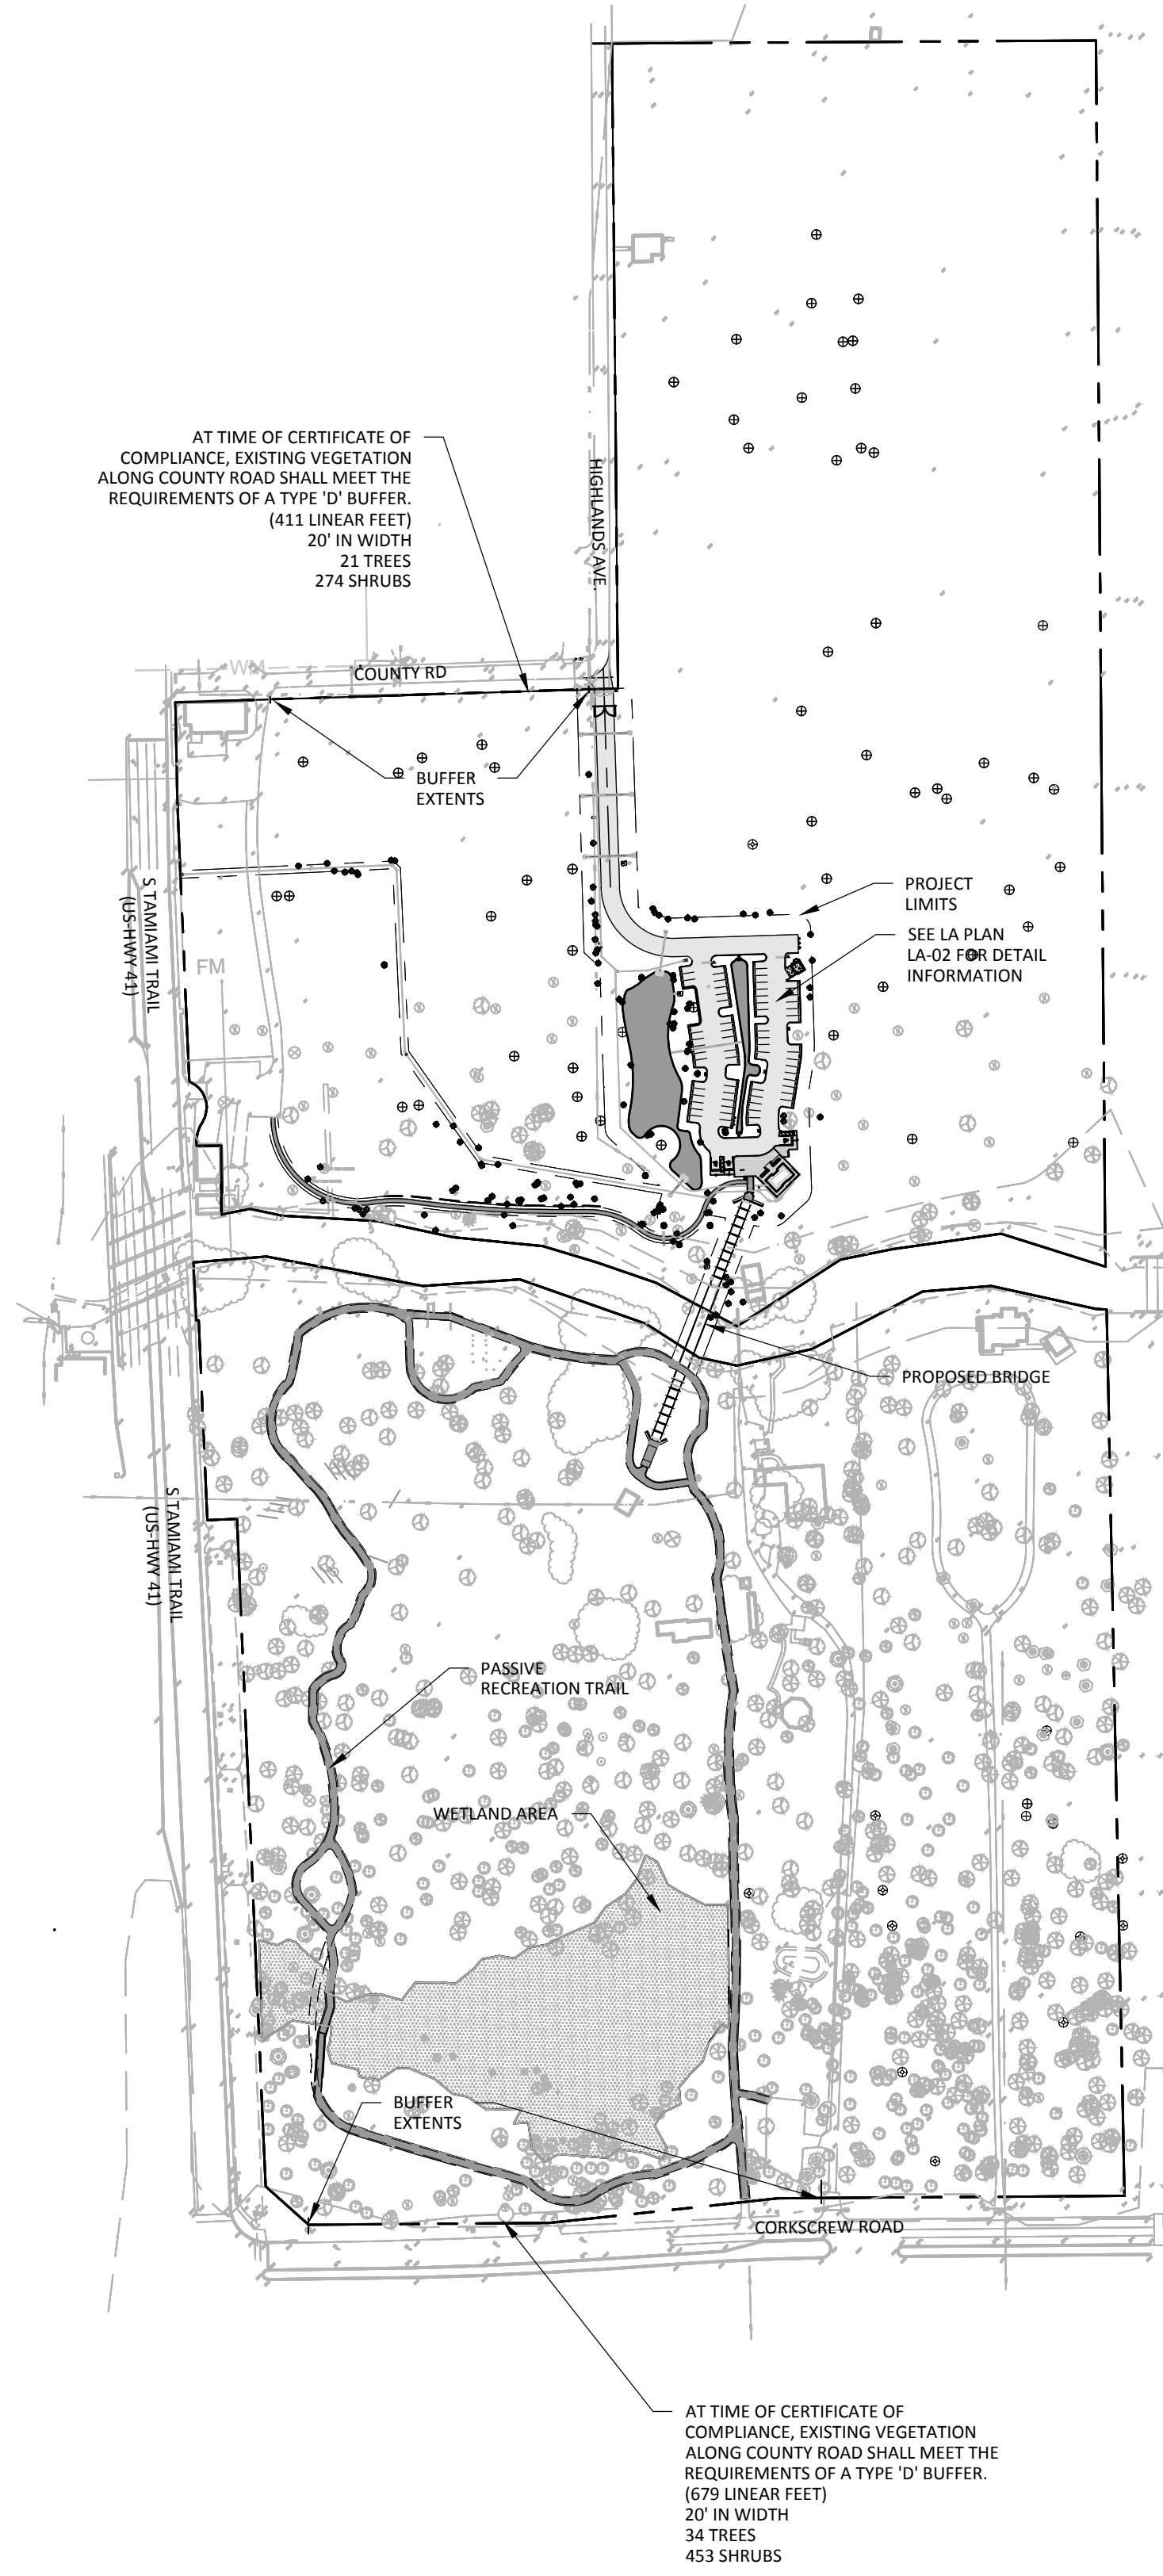 AT TIME OF CERTIFICATE OF
COMPLIANCE, EXISTING VEGETATION
ALONG COUNTY ROAD SHALL MEET THE
REQUIREMENTS OF A TYPE 'D' BUFFER.
(411 LINEAR FEET)
20' IN WIDTH
21 TREES
274 SHRUBS
HIGHLANDS AVE.
WM
COUNTY RD
B
BUFFER
EXTENTS
PROJECT
LIMITS
SEE LA PLAN
LA-02 FOR DETAIL
INFORMATION
S TAMIAMI TRAIL
(US-HWY 41)
FM
PROPOSED BRIDGE
S TAMIAMI TRAIL
(US-HWY 41)
PASSIVE
RECREATION TRAIL
WETLAND AREA
BUFFER
EXTENTS
CORKSCREW ROAD
AT TIME OF CERTIFICATE OF
COMPLIANCE, EXISTING VEGETATION
ALONG COUNTY ROAD SHALL MEET THE
REQUIREMENTS OF A TYPE 'D' BUFFER.
(679 LINEAR FEET)
20' IN WIDTH
34 TREES
453 SHRUBS